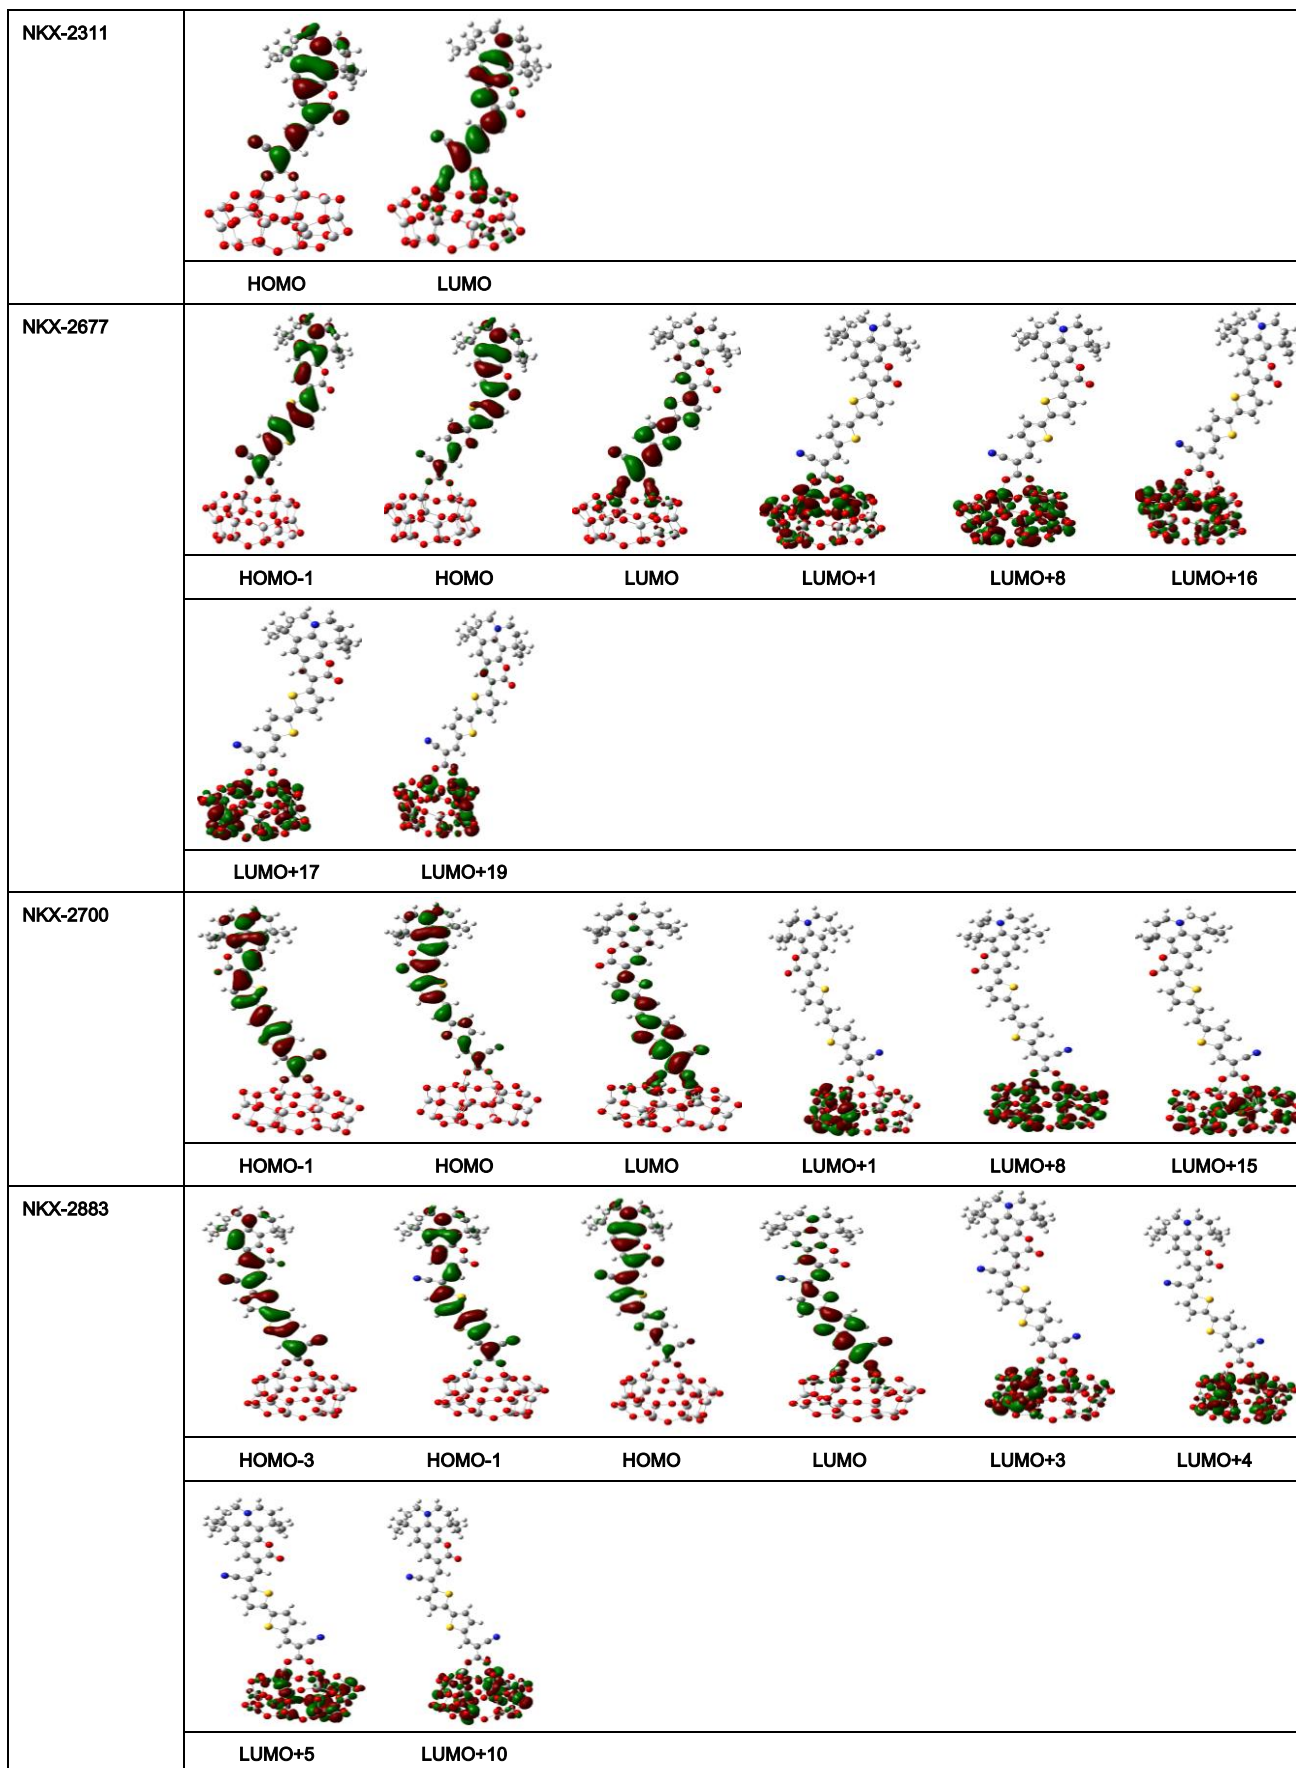 NKX-2311
HOMO LUMO
NKX-2677
HOMO-1 HOMO LUMO LUMO+1 LUMO+8 LUMO+16
LUMO+17 LUMO+19
NKX-2700
HOMO-1 HOMO LUMO LUMO+1 LUMO+8 LUMO+15
NKX-2883
HOMO-3 HOMO-1 HOMO LUMO LUMO+3 LUMO+4
LUMO+5 LUMO+10